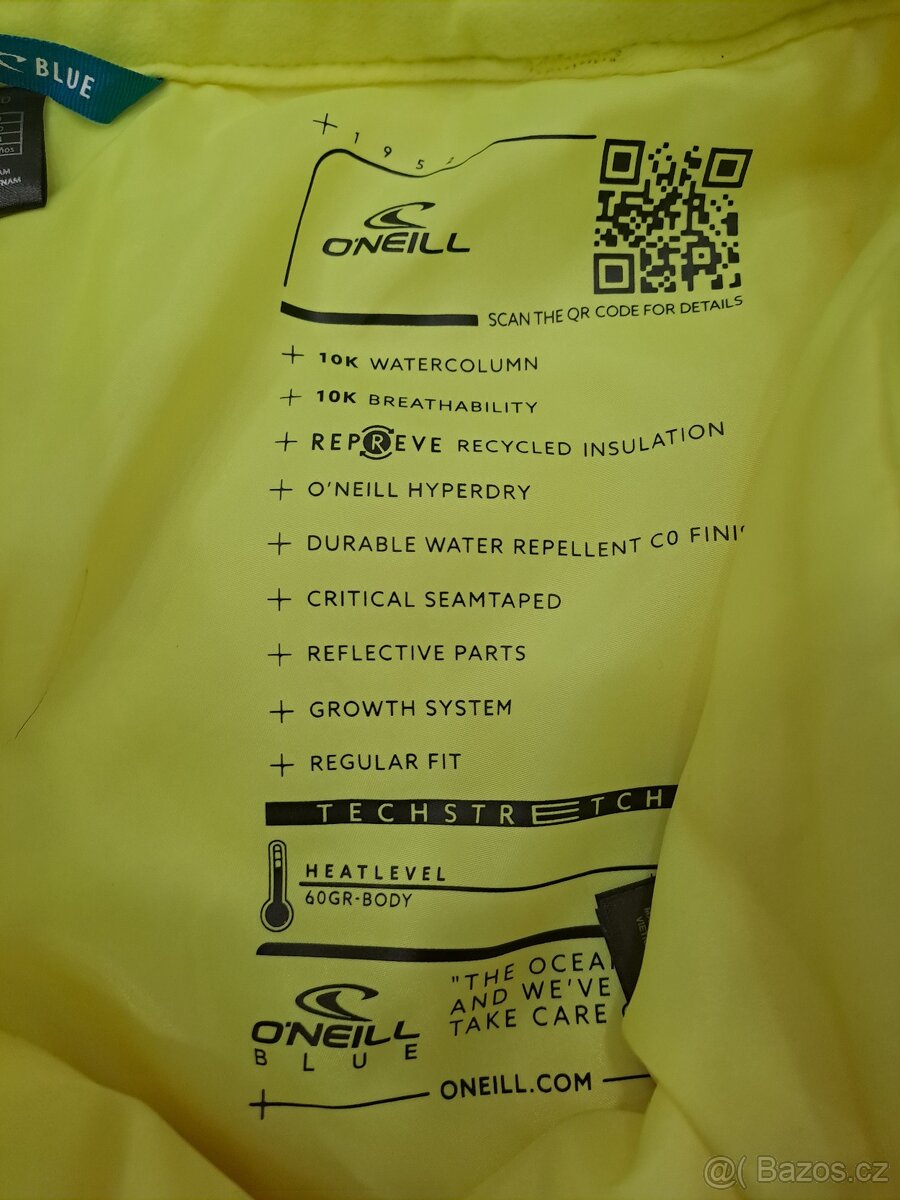 BLUE
1952
O'NEILL
SCAN THE QR CODE FOR DETAILS
+ 10K WATERCOLUMN
+ 10K BREATHABILITY
+ REPREVE RECYCLED INSULATION
+ O'NEILL HYPERDRY
+ DURABLE WATER REPELLENT C0
+ CRITICAL SEAMTAPED
+ REFLECTIVE PARTS
+ GROWTH SYSTEM
+ REGULAR FIT
TECHSTRETCH
HEATLEVEL
60GR-BODY
"THE
AND WE'VE
TAKE CARE
O'NEILL
BLUE
ONEILL.COM
@( Bazos.cz